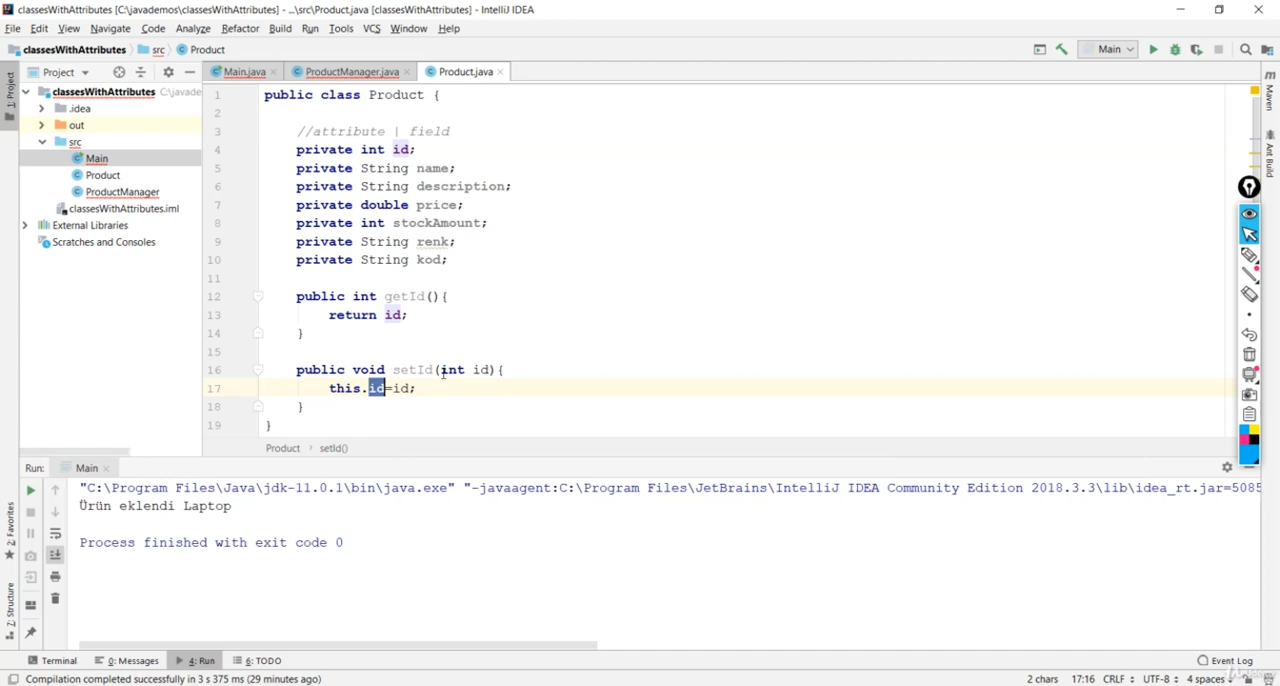 classesWithAttributes [C:\javademos\classesWithAttributes] - ...\src\Product.java [classesWithAttributes] - IntelliJ IDEA
File Edit View Navigate Code Analyze Refactor Build Run Tools VCS Window Help
classesWithAttributes src Product Main
Project Main.java ProductManager.java Product.java
1: Project
classesWithAttributes C:\javade
.idea
out
src
Main
Product
ProductManager
classesWithAttributes.iml
External Libraries
Scratches and Consoles
1 public class Product {
2
3 //attribute | field
4 private int id;
5 private String name;
6 private String description;
7 private double price;
8 private int stockAmount;
9 private String renk;
10 private String kod;
11
12 public int getId(){
13 return id;
14 }
15
16 public void setId(int id){
17 this.id=id;
18 }
19 }
Product setId()
Maven
Ant Build
Run: Main
"C:\Program Files\Java\jdk-11.0.1\bin\java.exe" "-javaagent:C:\Program Files\JetBrains\IntelliJ IDEA Community Edition 2018.3.3\lib\idea_rt.jar=5085
Ürün eklendi Laptop
Process finished with exit code 0
2: Favorites
Z: Structure
Terminal 0: Messages 4: Run 6: TODO Event Log
Compilation completed successfully in 3 s 375 ms (29 minutes ago) 2 chars 17:16 CRLF UTF-8 4 spaces